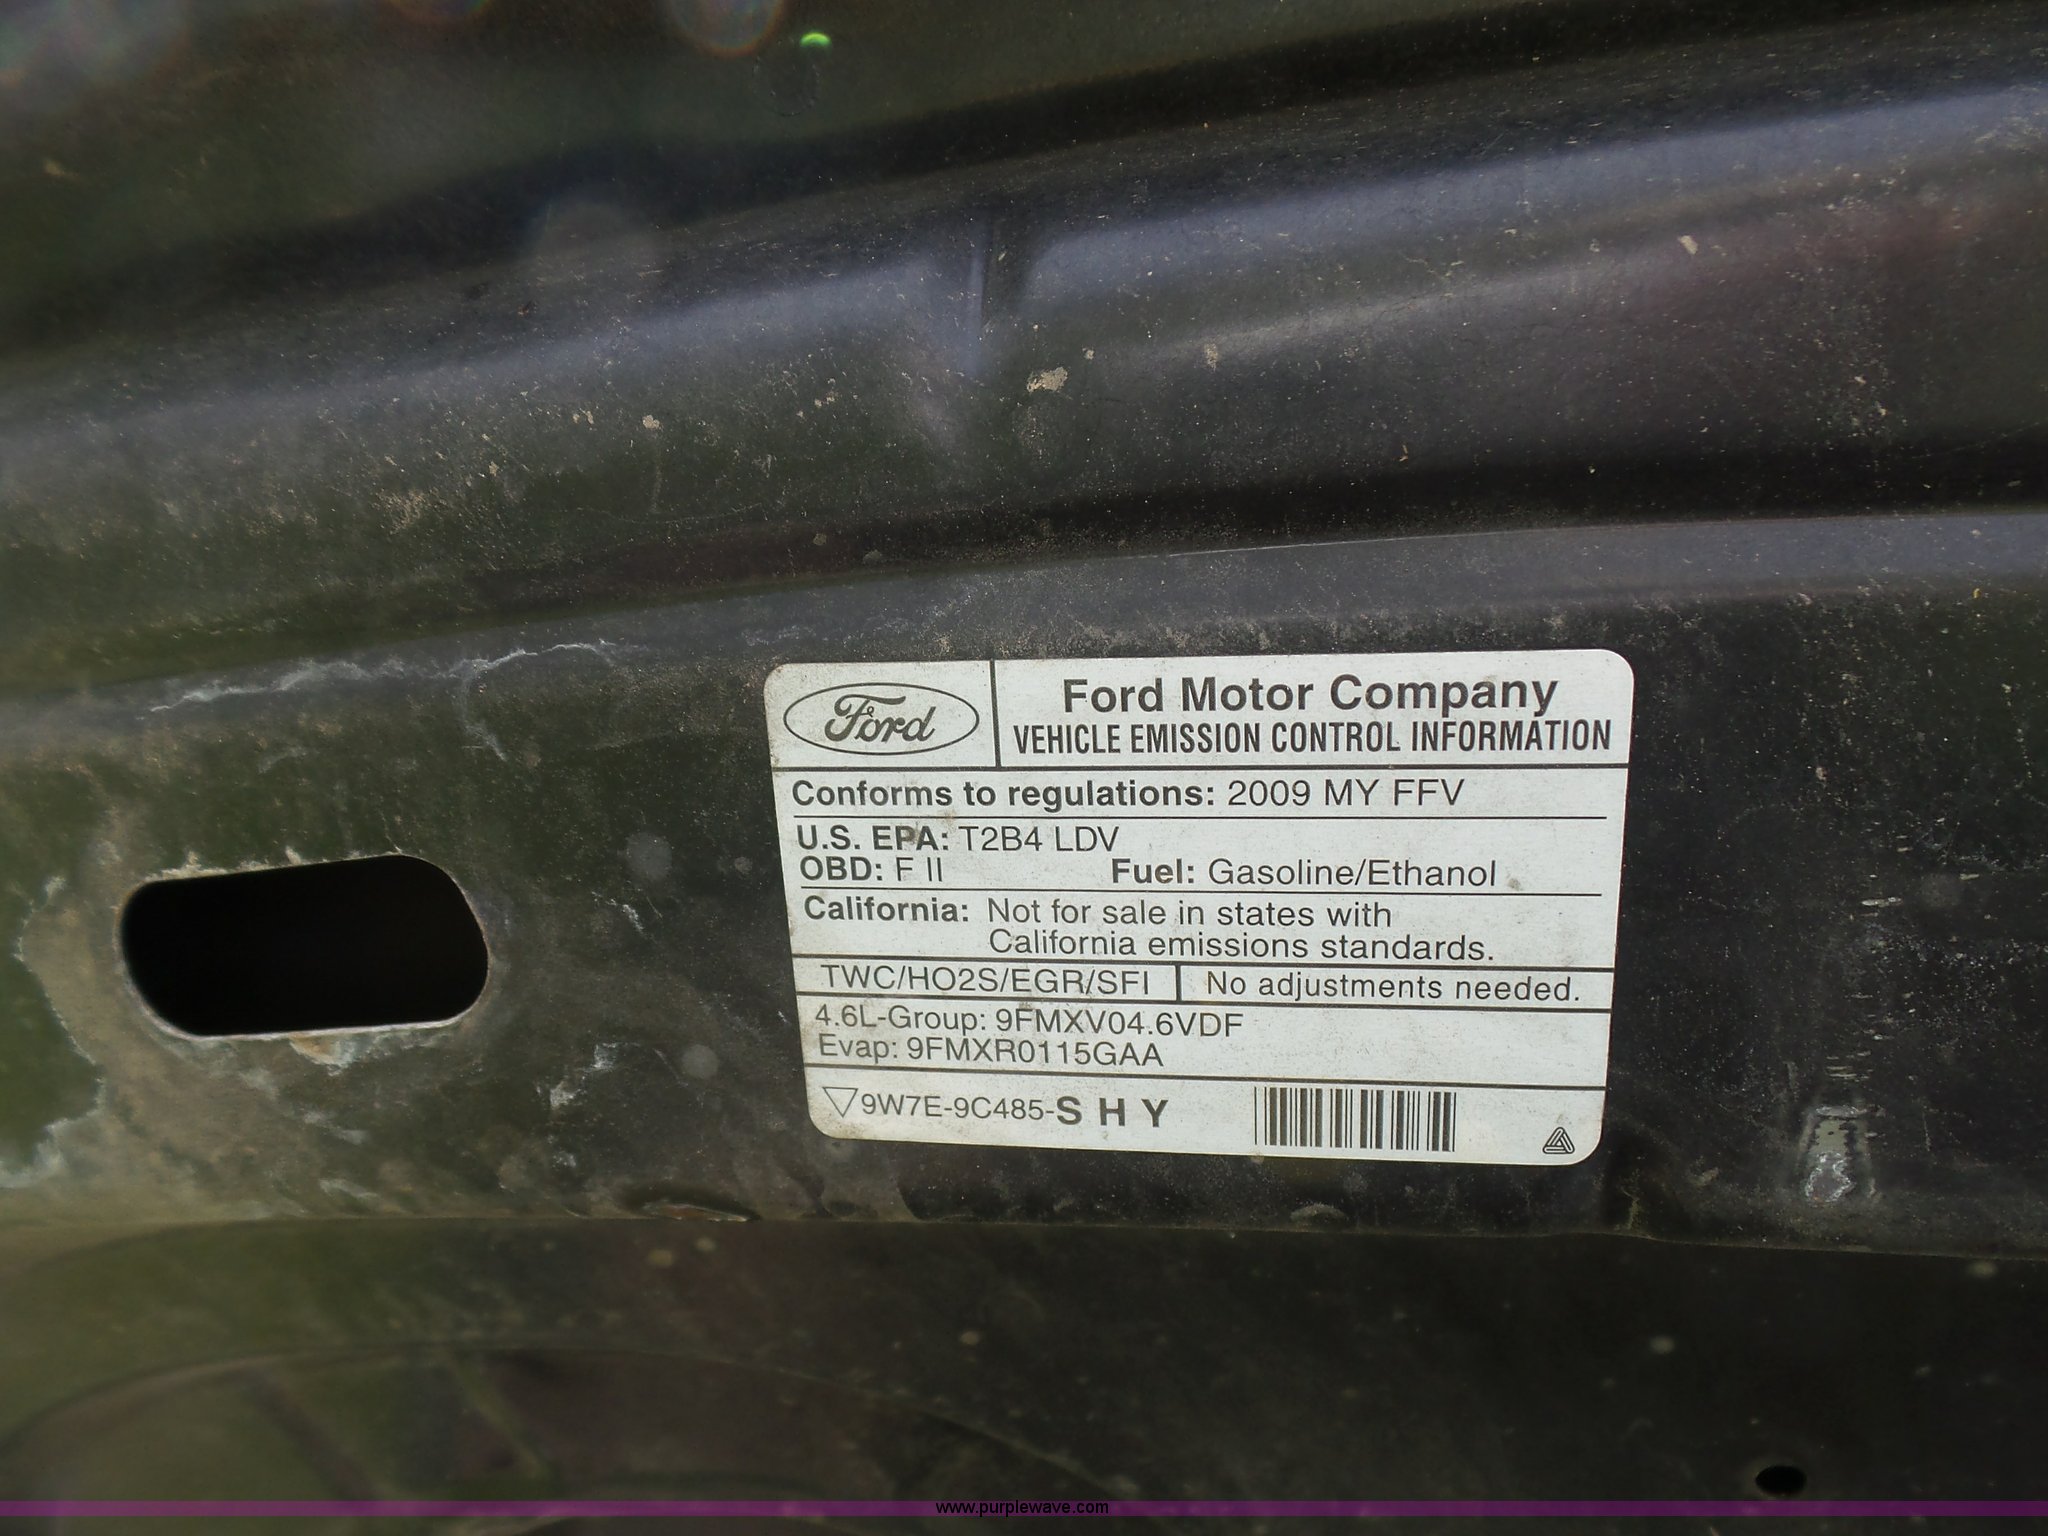 Ford
Ford Motor Company
VEHICLE EMISSION CONTROL INFORMATION
Conforms to regulations: 2009 MY FFV
U.S. EPA: T2B4 LDV
OBD: F II Fuel: Gasoline/Ethanol
California: Not for sale in states with
California emissions standards.
TWC/HO2S/EGR/SFI No adjustments needed.
4.6L-Group: 9FMXV04.6VDF
Evap: 9FMXR0115GAA
9W7E-9C485-S H Y
www.purplewave.com